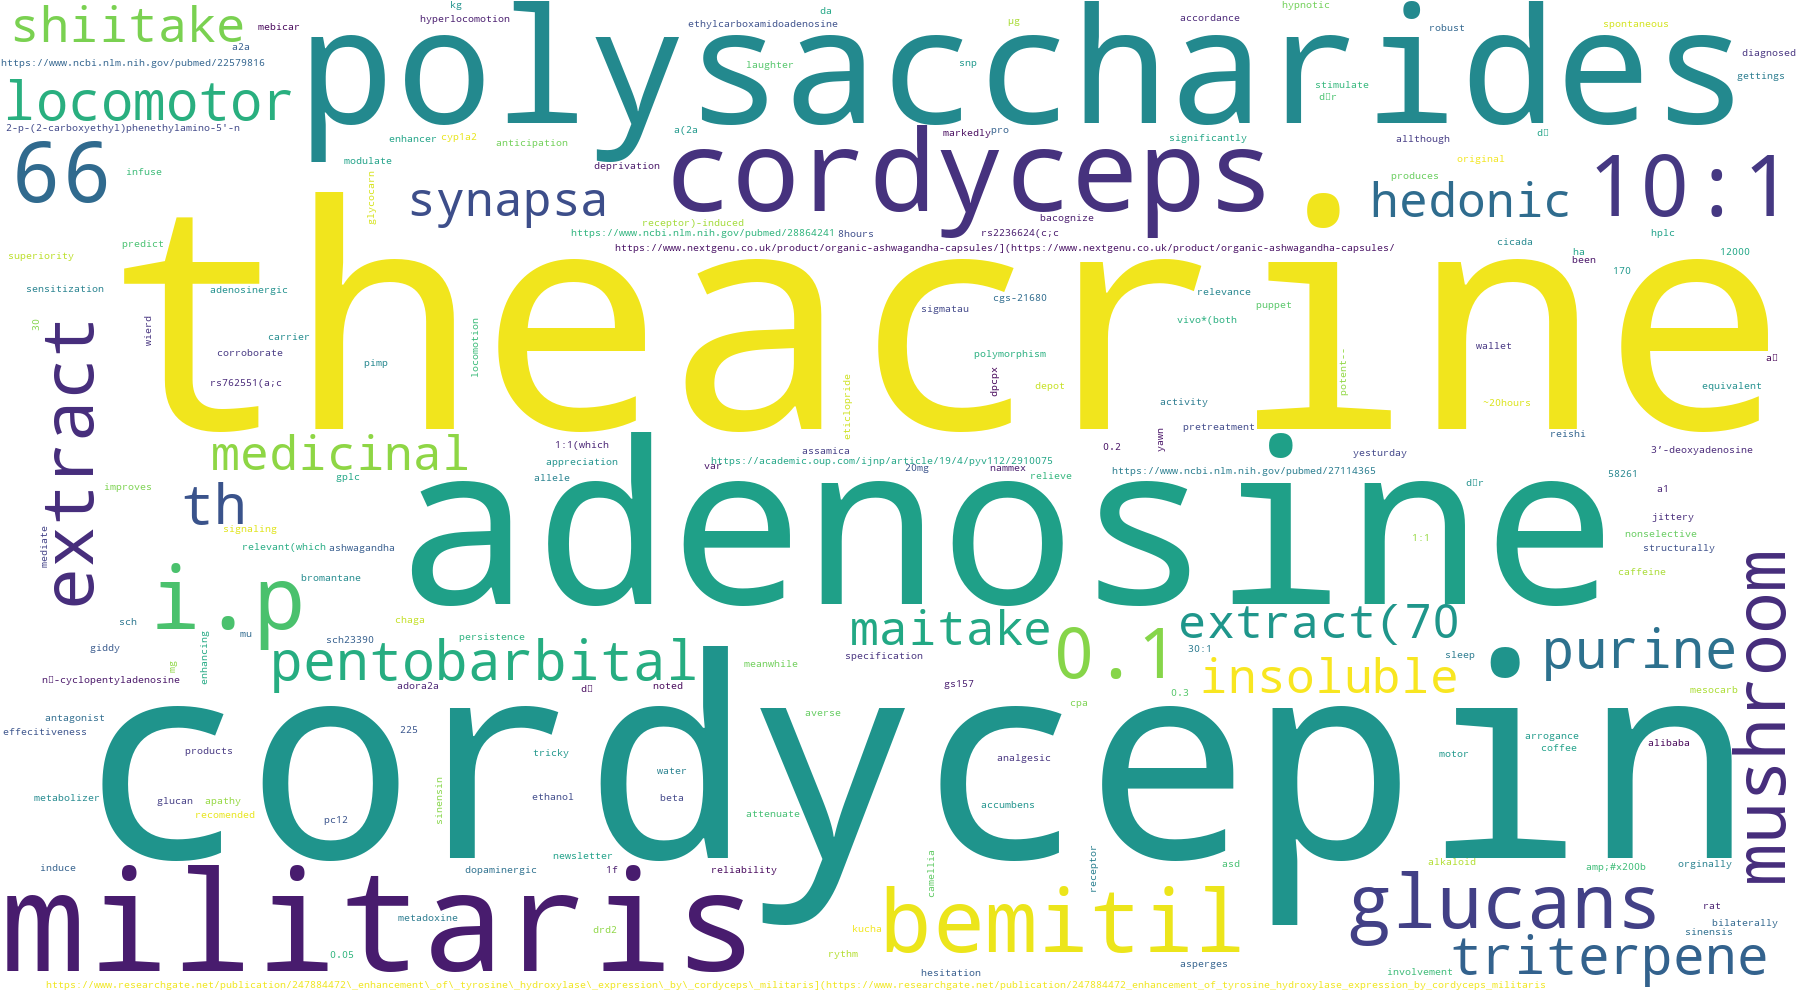 shiitake
mebicar
kg
hyperlocomotion
ethylcarboxamidoadenosine
da
µg
accordance
hypnotic
robust
spontaneous
diagnosed
a2a
https://www.ncbi.nlm.nih.gov/pubmed/22579816
polysaccharides
laughter
snp
stimulate
gettings
locomotor
2-p-(2-carboxyethyl)phenethylamino-5'-n
enhancer
cyp1a2
anticipation
a(2a
markedly
pro
significantly
allthough
66
infuse
modulate
glycocarn
deprivation
cordyceps
original
produces
10:1
synapsa
hedonic
receptor)-induced
bacognize
https://www.ncbi.nlm.nih.gov/pubmed/28864241
8hours
rs2236624(c;c
hplc
predict
superiority
https://www.nextgenu.co.uk/product/organic-ashwagandha-capsules/](https://www.nextgenu.co.uk/product/organic-ashwagandha-capsules/
cicada
ha
been
12000
170
sensitization
adenosinergic
theacrine
cgs-21680
relevance
sigmatau
puppet
vivo*(both
30
wierd
carrier
corroborate
locomotion
polymorphism
wallet
pimp
rs762551(a;c
dpcpx
depot
potent--
equivalent
eticlopride
activity
~20hours
extract
medicinal
1:1(which
appreciation
assamica
https://academic.oup.com/ijnp/article/19/4/pyv112/2910075
var
20mg
nammex
0.2
yawn
pretreatment
yesturday
reishi
3’-deoxyadenosine
https://www.ncbi.nlm.nih.gov/pubmed/27114365
58261
improves
gplc
allele
relieve
a1
th
adenosine
jittery
signaling
mediate
relevant(which
ashwagandha
1:1
nonselective
structurally
bromantane
caffeine
i.p
sch
chaga
mu
giddy
enhancing
sch23390
persistence
maitake
extract(70
0.1
30:1
purine
mushroom
pentobarbital
meanwhile
specification
insoluble
sleep
mg
adora2a
noted
gs157
0.3
mesocarb
cpa
averse
antagonist
effecitiveness
225
cordycepin
products
tricky
analgesic
motor
arrogance
coffee
alibaba
water
metabolizer
glucan
apathy
recomended
sinensin
ethanol
beta
accumbens
pc12
attenuate
newsletter
induce
dopaminergic
1f
reliability
camellia
receptor
asd
alkaloid
amp;#x200b
orginally
militaris
metadoxine
drd2
kucha
bemitil
glucans
rat
bilaterally
sinensis
0.05
rythm
hesitation
asperges
involvement
triterpene
https://www.researchgate.net/publication/247884472\_enhancement\_of\_tyrosine\_hydroxylase\_expression\_by\_cordyceps\_militaris](https://www.researchgate.net/publication/247884472_enhancement_of_tyrosine_hydroxylase_expression_by_cordyceps_militaris